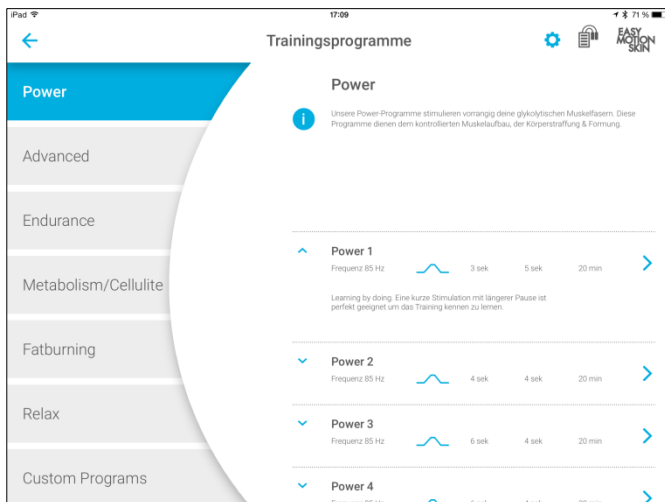 iPad 17:09 71 %
Trainingsprogramme
EASY
MOTION
SKIN
Power
Advanced
Endurance
Metabolism/Cellulite
Fatburning
Relax
Custom Programs
Power
i
Unsere Power-Programme stimulieren vorrangig deine glykolytischen Muskelfasern. Diese
Programme dienen dem kontrollierten Muskelaufbau, der Körperstraffung & Formung.
Power 1
Frequenz 85 Hz 3 sek 5 sek 20 min
Learning by doing. Eine kurze Stimulation mit längerer Pause ist
perfekt geeignet um das Training kennen zu lernen.
Power 2
Frequenz 85 Hz 4 sek 4 sek 20 min
Power 3
Frequenz 85 Hz 6 sek 4 sek 20 min
Power 4